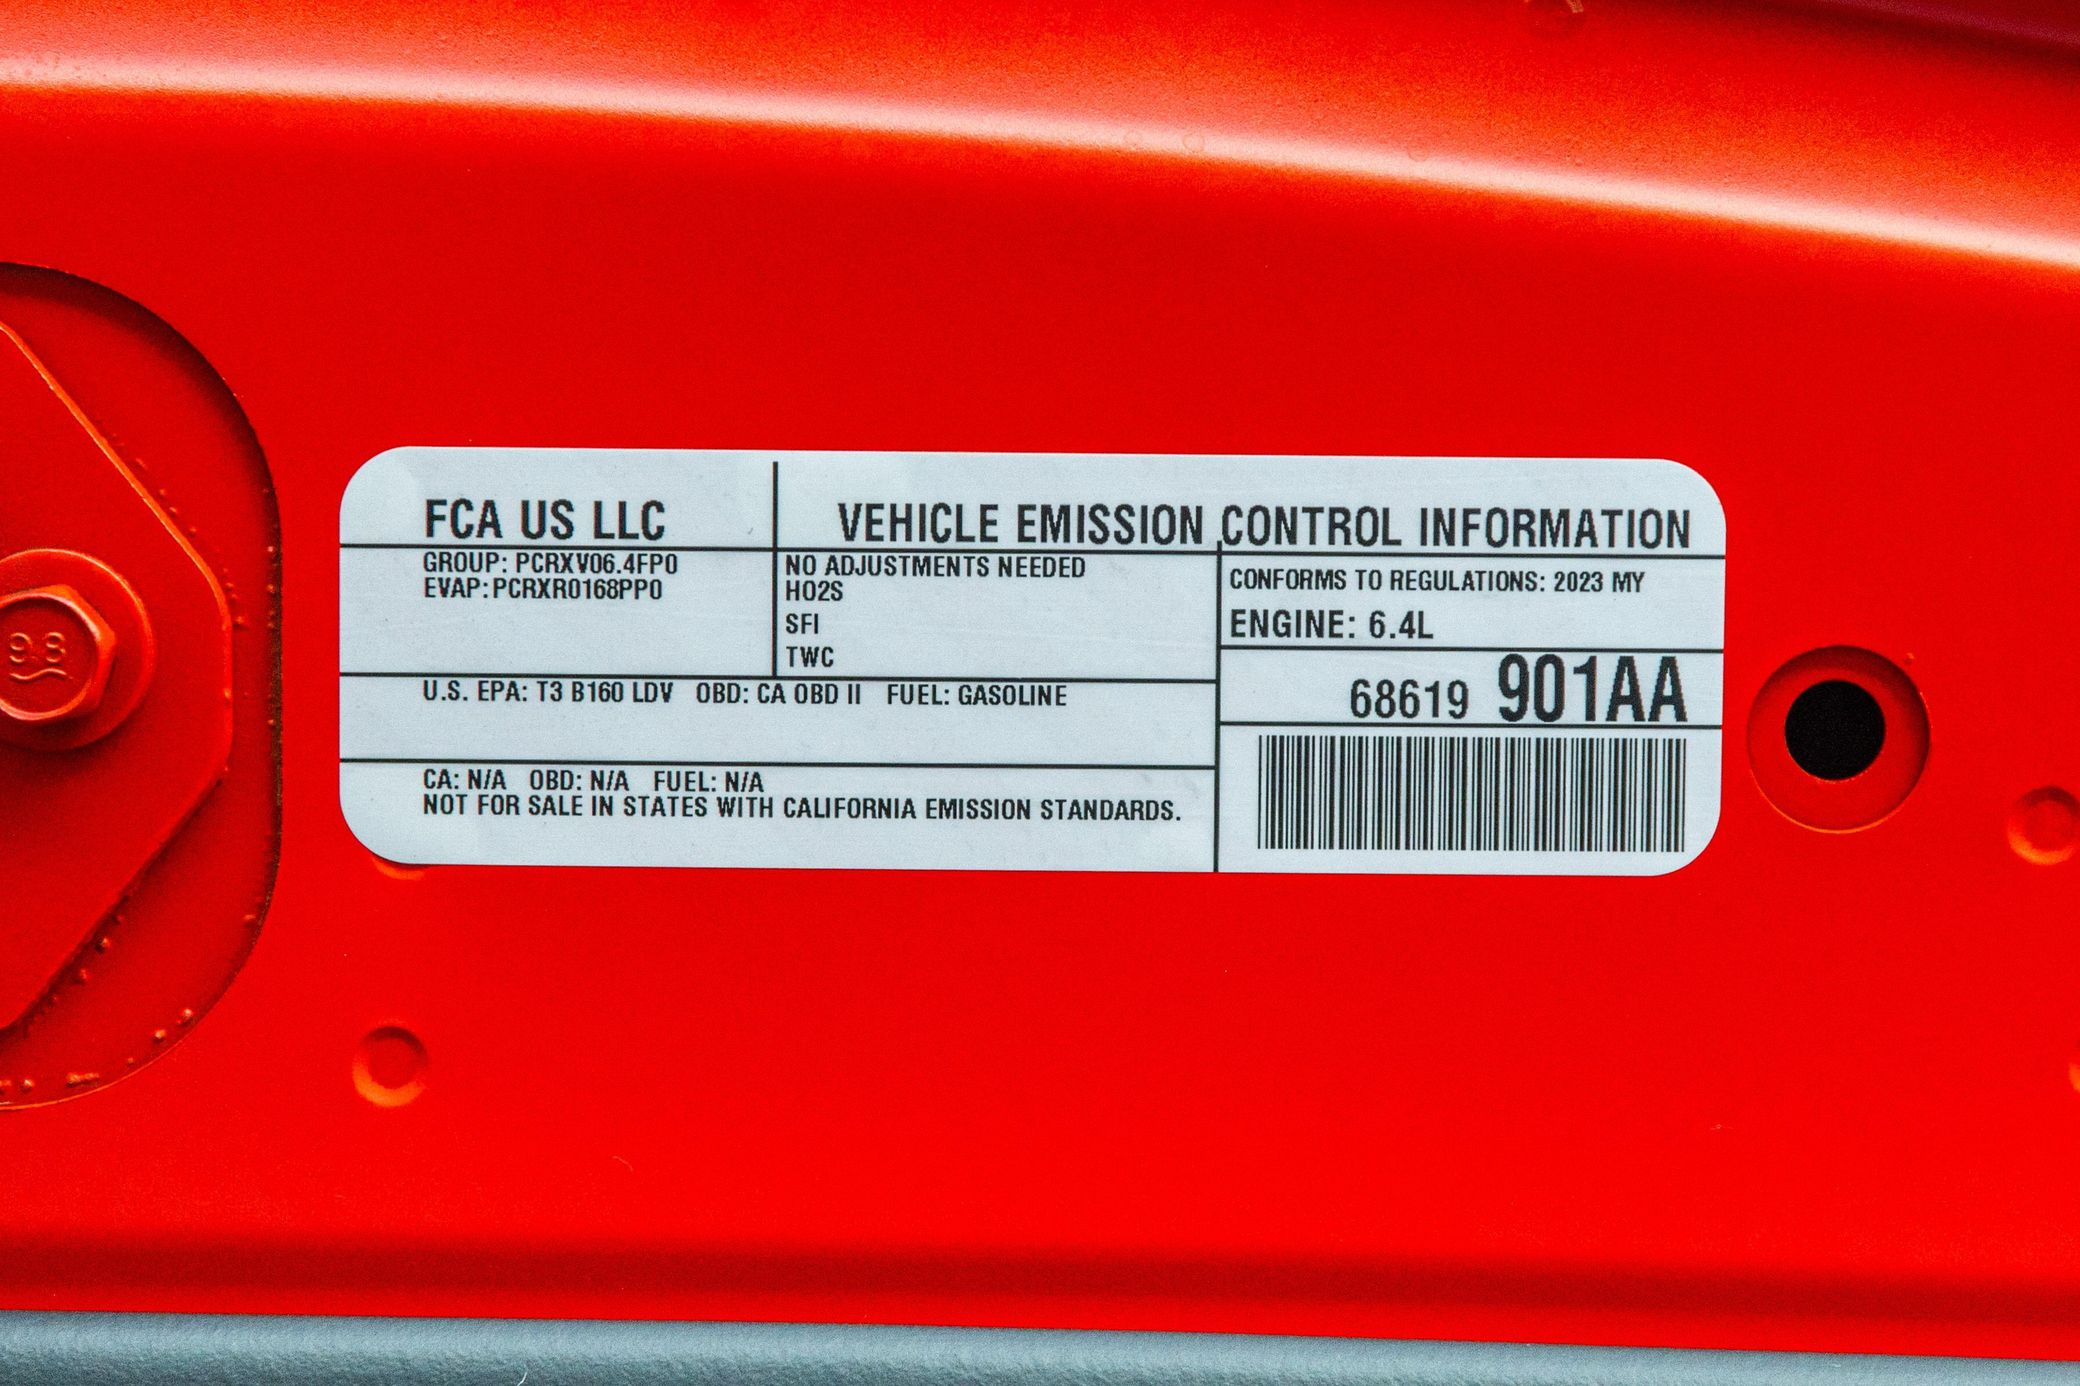 FCA US LLC
VEHICLE EMISSION CONTROL INFORMATION
GROUP: PCRXV06.4FP0
EVAP:PCRXR0168PP0
NO ADJUSTMENTS NEEDED
HO2S
SFI
TWC
CONFORMS TO REGULATIONS: 2023 MY
ENGINE: 6.4L
68619 901AA
U.S. EPA: T3 B160 LDV OBD: CA OBD II FUEL: GASOLINE
CA: N/A OBD: N/A FUEL: N/A
NOT FOR SALE IN STATES WITH CALIFORNIA EMISSION STANDARDS.
9.8